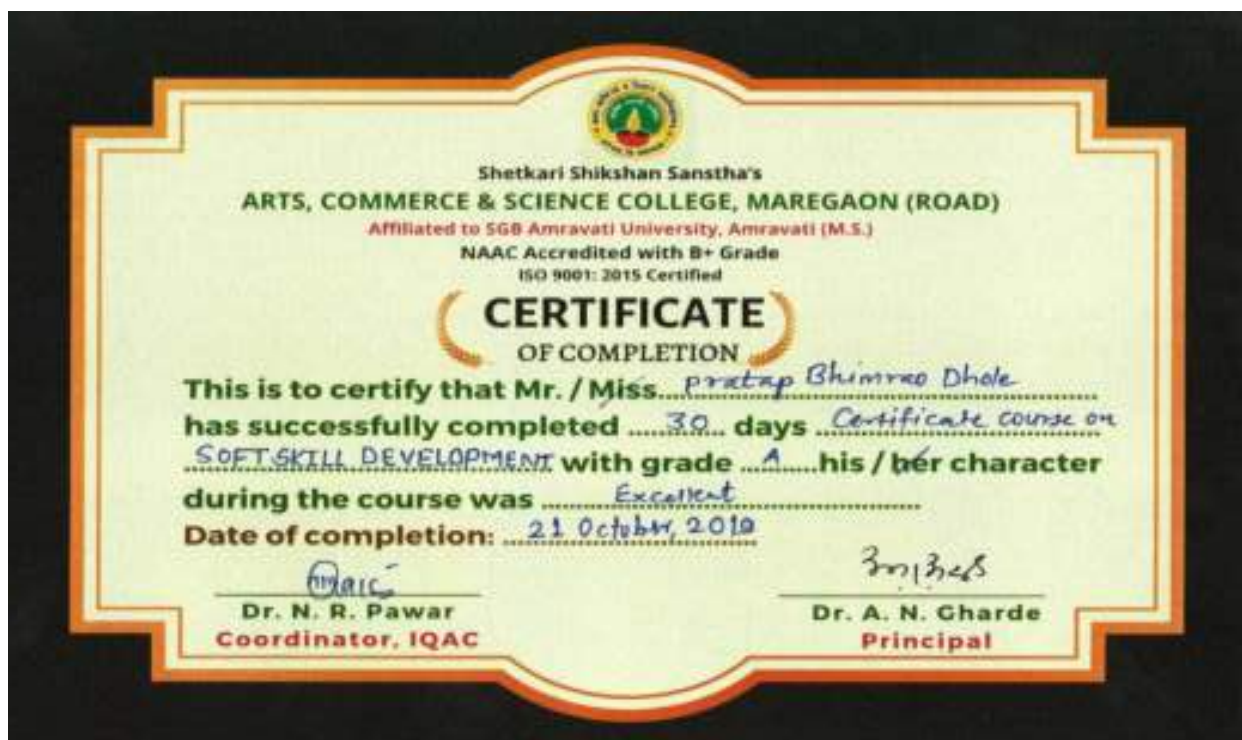 Shetkari Shikshan Sanstha's
ARTS, COMMERCE & SCIENCE COLLEGE, MAREGAON (ROAD)
Affiliated to SGB Amravati University, Amravati (M.S.)
NAAC Accredited with B+ Grade
ISO 9001: 2015 Certified
CERTIFICATE
OF COMPLETION
This is to certify that Mr. / Miss. Pratap Bhimrao Dhole
has successfully completed 30 days Certificate course on
SOFTSKILL DEVELOPMENT with grade A his / her character
during the course was Excellent
Date of completion: 21 October,
Dr. N. R. Pawar
Coordinator, IQAC
Dr. A. N. Gharde
Principal